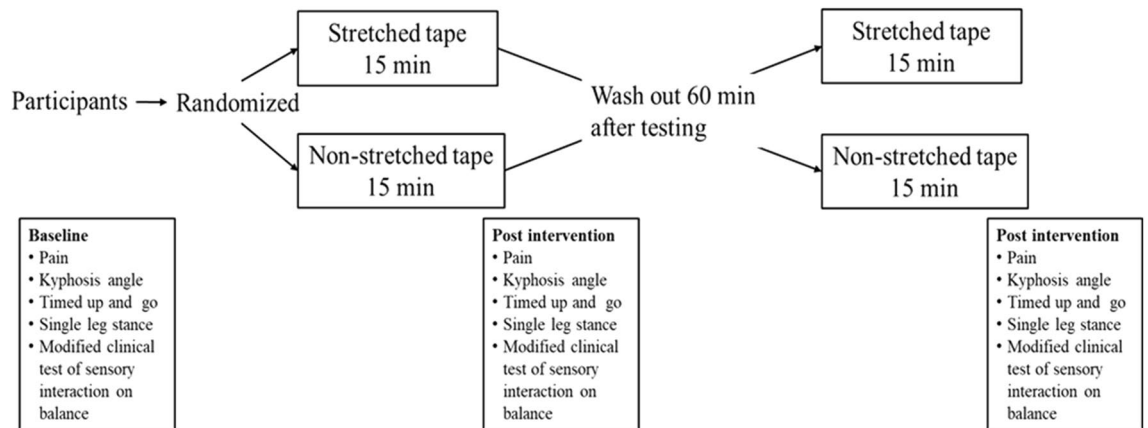 Stretched tape
15 min
Participants
Randomized
Non-stretched tape
15 min
Wash out 60 min
after testing
Stretched tape
15 min
Non-stretched tape
15 min
Baseline
• Pain
• Kyphosis angle
• Timed up and go
• Single leg stance
• Modified clinical
test of sensory
interaction on
balance
Post intervention
• Pain
• Kyphosis angle
• Timed up and go
• Single leg stance
• Modified clinical
test of sensory
interaction on
balance
Post intervention
• Pain
• Kyphosis angle
• Timed up and go
• Single leg stance
• Modified clinical
test of sensory
interaction on
balance